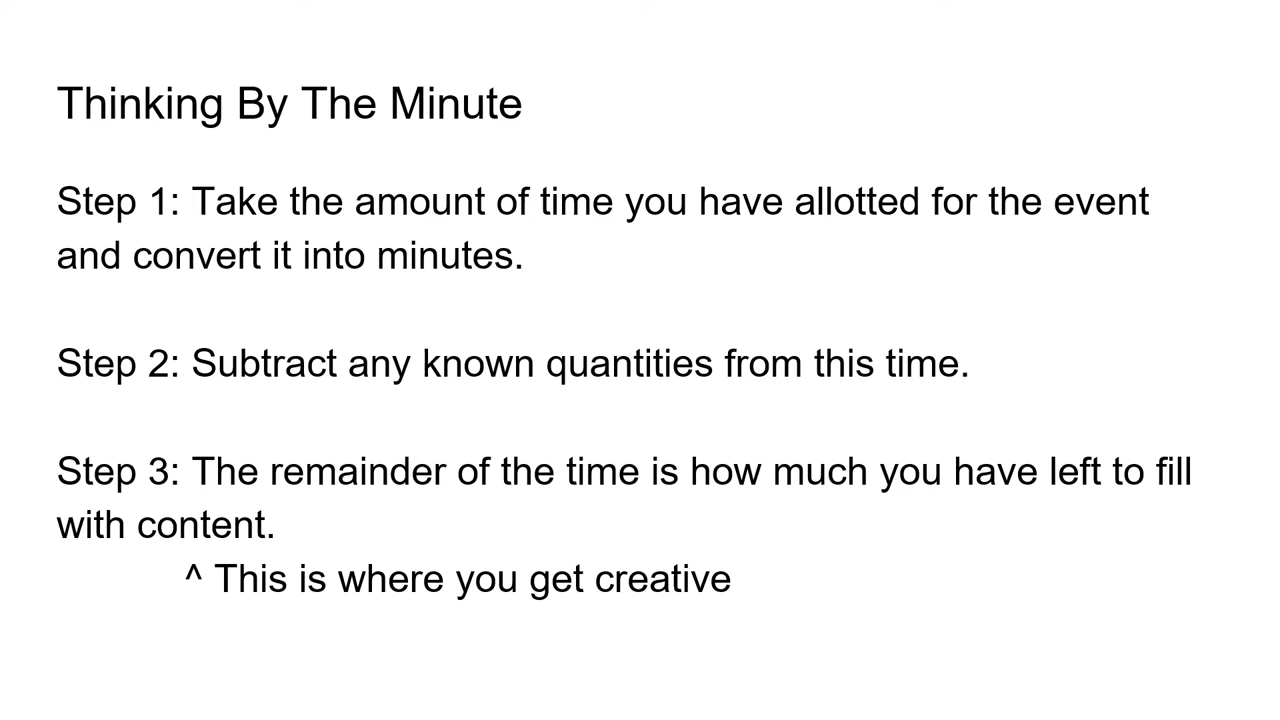 Thinking By The Minute
Step 1: Take the amount of time you have allotted for the event
and convert it into minutes.
Step 2: Subtract any known quantities from this time.
Step 3: The remainder of the time is how much you have left to fill
with content.
^ This is where you get creative